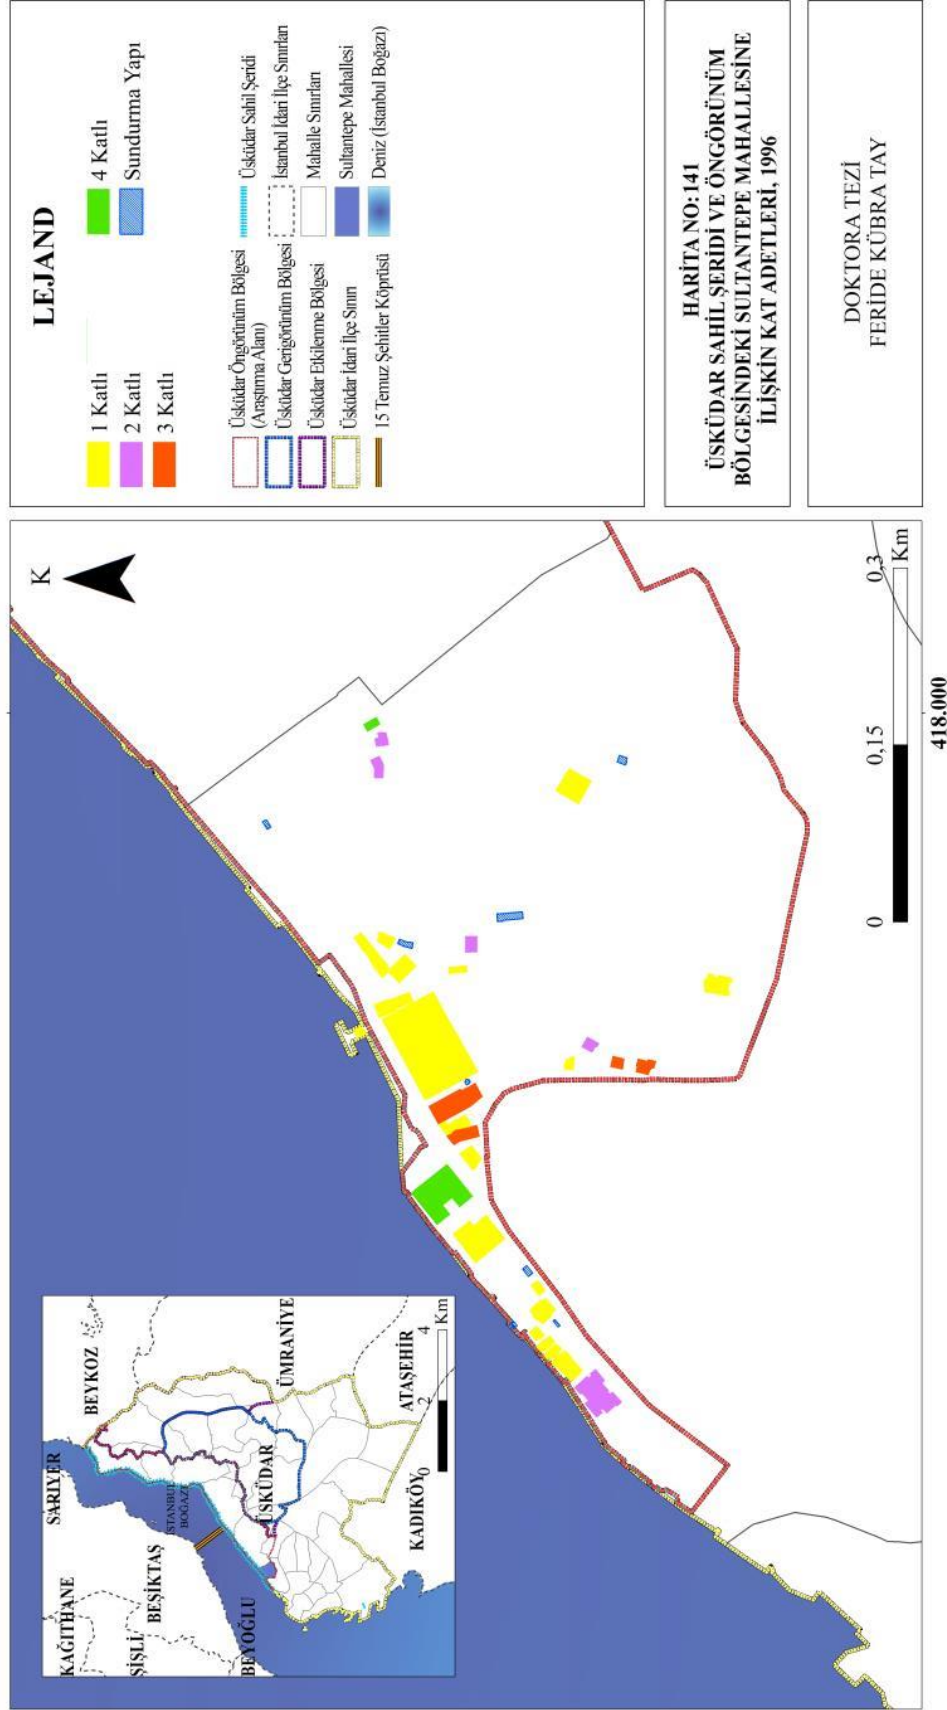 SARIYER
BEYKOZ
KAĞITHANE
ŞİŞLİ
BEŞİKTAŞ
İSTANBUL
BOĞAZI
BEYOĞLU
ÜSKÜDAR
ÜMRANİYE
KADIKÖY
ATAŞEHİR
0 2 4
Km
K
0 0,15 0,3
Km
418.000
LEJAND
1 Katlı
2 Katlı
3 Katlı
4 Katlı
Sundurma Yapı
Üsküdar Öngörünüm Bölgesi
(Araştırma Alanı)
Üsküdar Gerigörünüm Bölgesi
Üsküdar Etkilenme Bölgesi
Üsküdar İdari İlçe Sınırı
15 Temuz Şehitler Köprüsü
Üsküdar Sahil Şeridi
İstanbul İdari İlçe Sınırları
Mahalle Sınırları
Sultantepe Mahallesi
Deniz (İstanbul Boğazı)
HARİTA NO: 141
ÜSKÜDAR SAHİL ŞERİDİ VE ÖNGÖRÜNÜM
BÖLGESİNDEKİ SULTANTEPE MAHALLESİNE
İLİŞKİN KAT ADETLERİ, 1996
DOKTORA TEZİ
FERİDE KÜBRA TAY